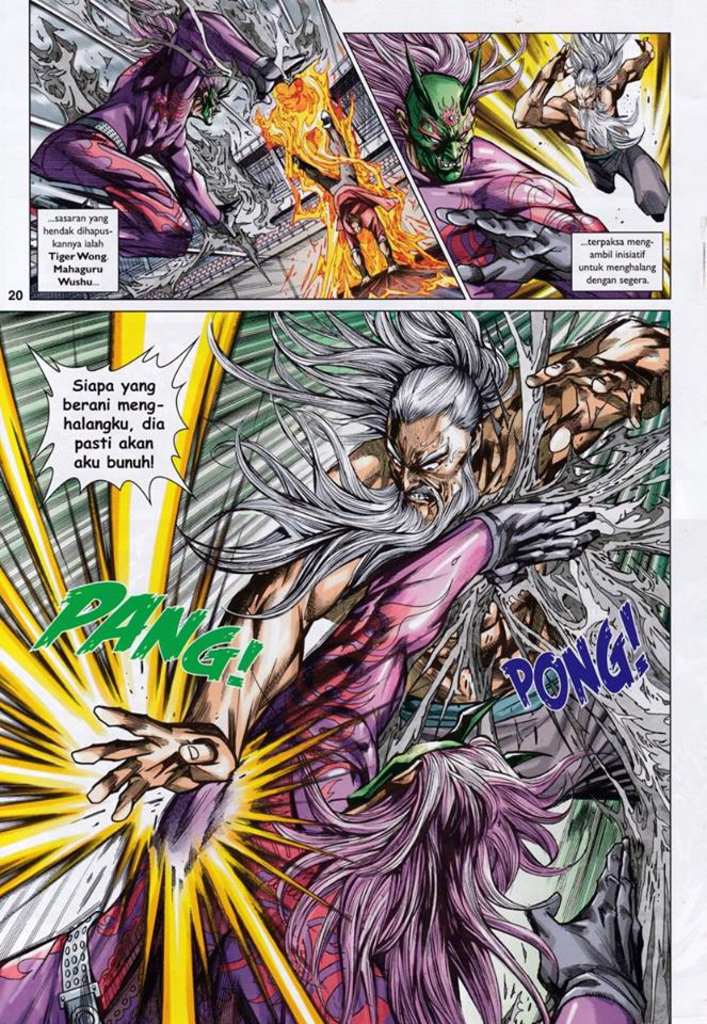 ...sasaran yang
hendak dihapus-
kannya ialah
Tiger Wong,
Mahaguru
Wushu...
...terpaksa meng-
ambil inisiatif
untuk menghalang
dengan segera.
20
Siapa yang
berani meng-
halangku, dia
pasti akan
aku bunuh!
PANG!
PONG!